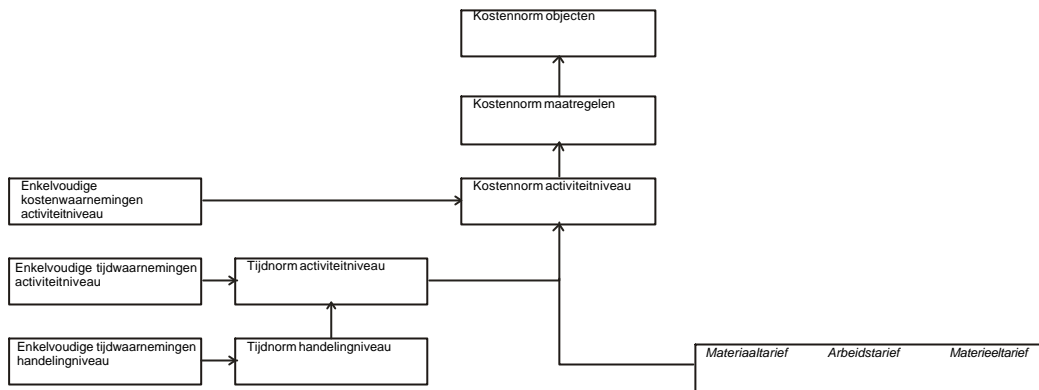 Kostennorm objecten
Kostennorm maatregelen
Enkelvoudige
kostenwaarnemingen
activiteitniveau
Kostennorm activiteitniveau
Enkelvoudige tijdwaarnemingen
activiteitniveau
Tijdnorm activiteitniveau
Enkelvoudige tijdwaarnemingen
handelingniveau
Tijdnorm handelingniveau
Materiaaltarief Arbeidstarief Materieeltarief